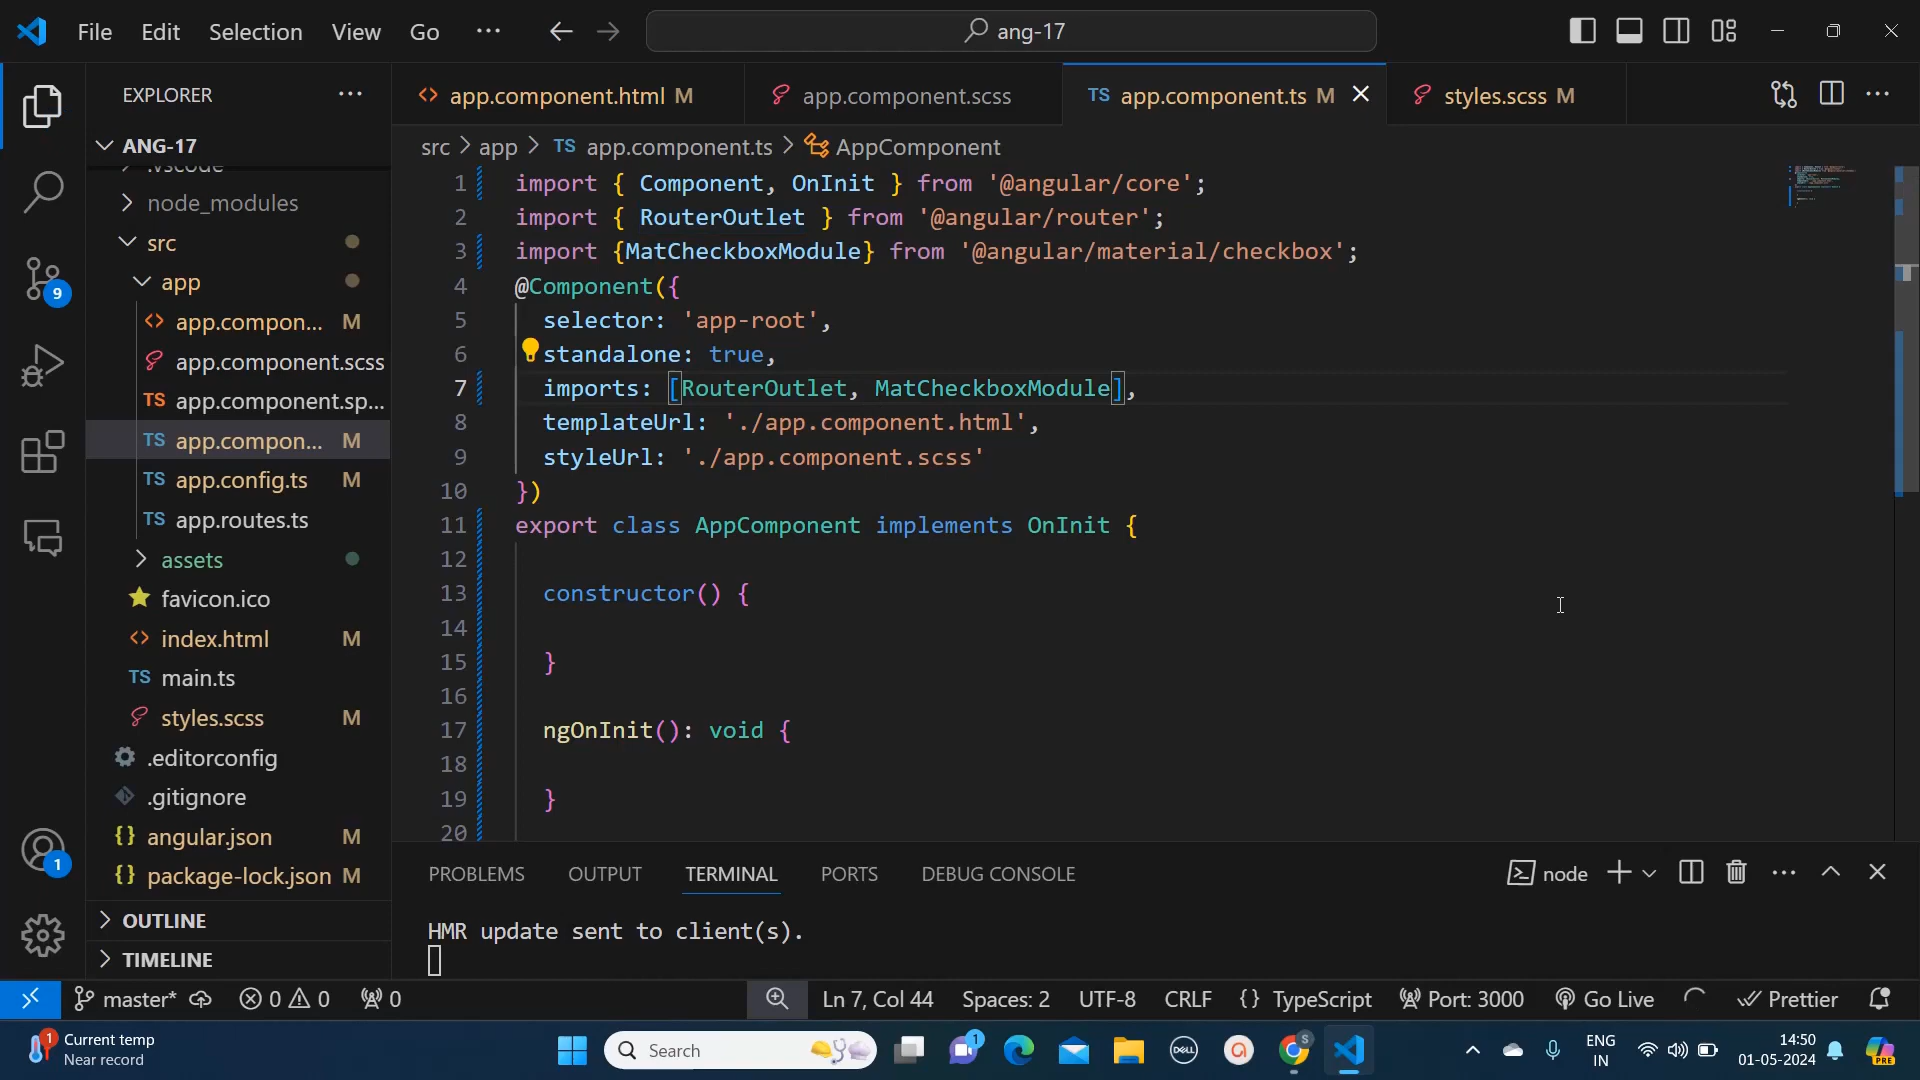 File Edit Selection View Go ··· ang-17
EXPLORER ···
app.component.html M app.component.scss TS app.component.ts M styles.scss M
ANG-17
src > app > TS app.component.ts > AppComponent
.vscode
node_modules
src
app
app.compon... M
app.component.scss
TS app.component.sp...
TS app.compon... M
TS app.config.ts M
TS app.routes.ts
assets
favicon.ico
index.html M
TS main.ts
styles.scss M
.editorconfig
.gitignore
{} angular.json M
{} package-lock.json M
OUTLINE
TIMELINE
9
1
1 import { Component, OnInit } from '@angular/core';
2 import { RouterOutlet } from '@angular/router';
3 import {MatCheckboxModule} from '@angular/material/checkbox';
4 @Component({
5 selector: 'app-root',
6 standalone: true,
7 imports: [RouterOutlet, MatCheckboxModule],
8 templateUrl: './app.component.html',
9 styleUrl: './app.component.scss'
10 })
11 export class AppComponent implements OnInit {
12
13 constructor() {
14
15 }
16
17 ngOnInit(): void {
18
19 }
20
PROBLEMS OUTPUT TERMINAL PORTS DEBUG CONSOLE node
HMR update sent to client(s).
master* 0 0 0 Ln 7, Col 44 Spaces: 2 UTF-8 CRLF {} TypeScript Port: 3000 Go Live Prettier
1 Current temp
Near record
Search
1
DELL
S
ENG
IN
14:50
01-05-2024
PRE